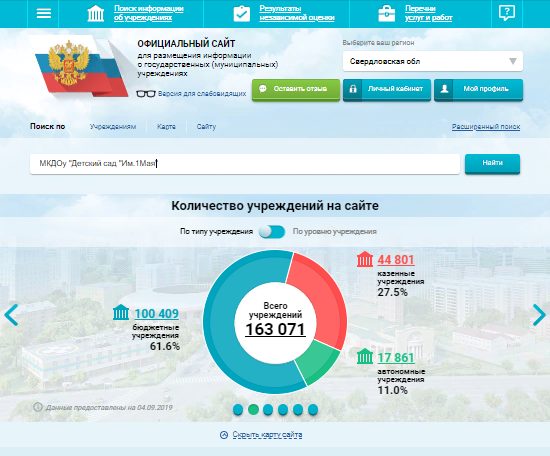 Поиск информации
об учреждениях
Результаты
независимой оценки
Перечни
услуг и работ
ОФИЦИАЛЬНЫЙ САЙТ
для размещения информации
о государственных (муниципальных)
учреждениях
Версия для слабовидящих
Выберите ваш регион
Свердловская обл
Оставить отзыв
Личный кабинет
Мой профиль
Поиск по
Учреждениям
Карте
Сайту
Расширенный поиск
МКДОу "Детский сад "Им.1Мая"
Найти
Количество учреждений на сайте
По типу учреждения
По уровню учреждения
44 801
казенные
учреждения
27.5%
100 409
бюджетные
учреждения
61.6%
Всего
учреждений
163 071
17 861
автономные
учреждения
11.0%
Данные предоставлены на 04.09.2019
Скрыть карту сайта